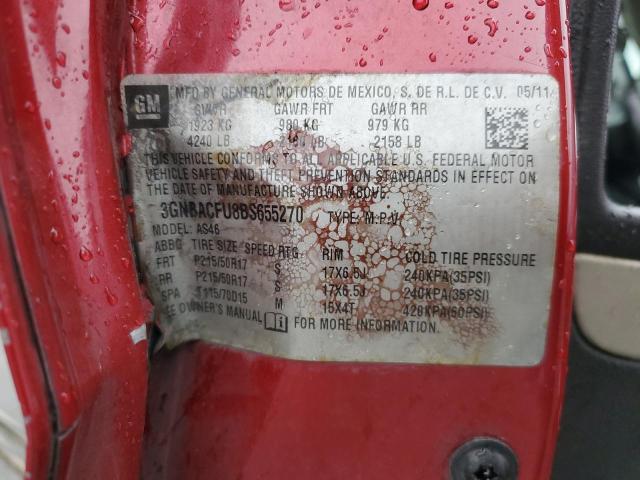 GM
MFD BY GENERAL MOTORS DE MEXICO, S. DE R.L. DE C.V. 05/11
GVWR GAWR FRT GAWR RR
1923 KG 980 KG 979 KG
4240 LB LB 2158 LB
THIS VEHICLE CONFORMS TO ALL APPLICABLE U.S. FEDERAL MOTOR
VEHICLE SAFETY AND THEFT PREVENTION STANDARDS IN EFFECT ON
THE DATE OF MANUFACTURE SHOWN ABOVE.
3GNBACFU8BS655270 TYPE: M.P.V.
MODEL: AS46
ABBG TIRE SIZE SPEED RTG RIM COLD TIRE PRESSURE
FRT P215/50R17 S 17X6.5J 240KPA(35PSI)
RR P215/50R17 S 17X6.5J 240KPA(35PSI)
SPA T115/70D15 M 15X4T 420KPA(60PSI)
SEE OWNER'S MANUAL FOR MORE INFORMATION.